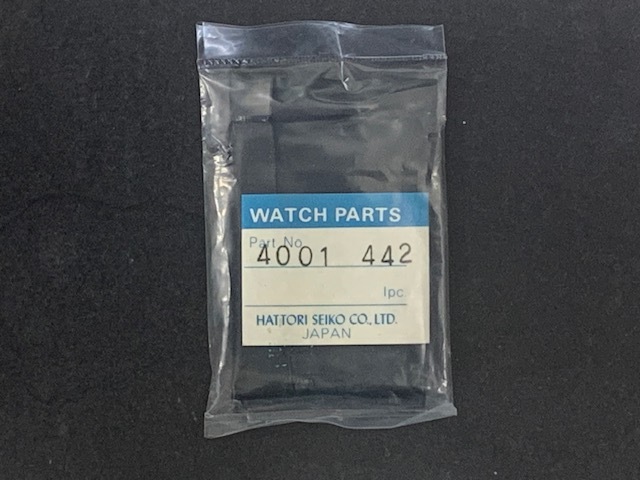 WATCH PARTS
Part No.
4001 442
1pc.
HATTORI SEIKO CO., LTD.
JAPAN